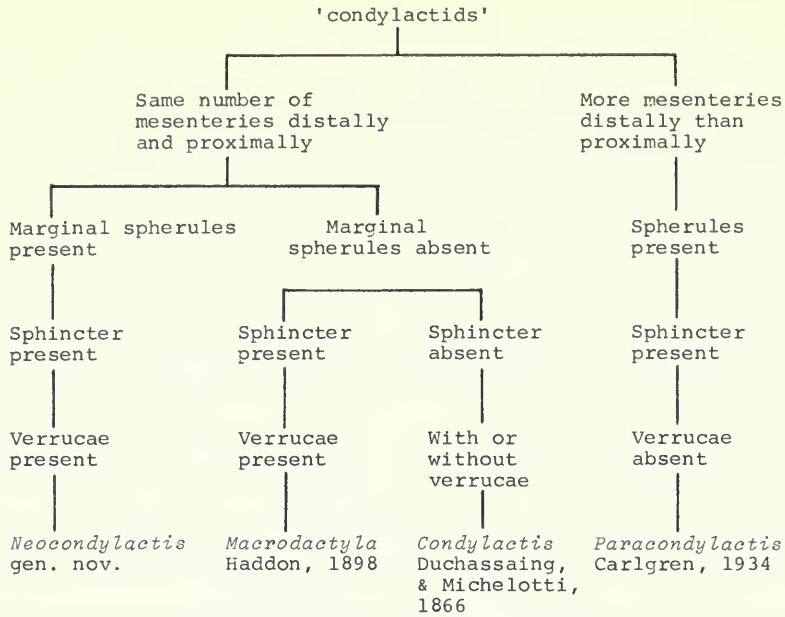 'condylactids'
Same number of
mesenteries distally
and proximally
More mesenteries
distally than
proximally
Marginal spherules
present
Marginal
spherules absent
Spherules
present
Sphincter
present
Sphincter
present
Sphincter
absent
Sphincter
present
Verrucae
present
Verrucae
present
With or
without
verrucae
Verrucae
absent
Neocondylactis
gen. nov.
Macrodactyla
Haddon, 1898
Condylactis
Duchassaing,
& Michelotti,
1866
Paracondylactis
Carlgren, 1934